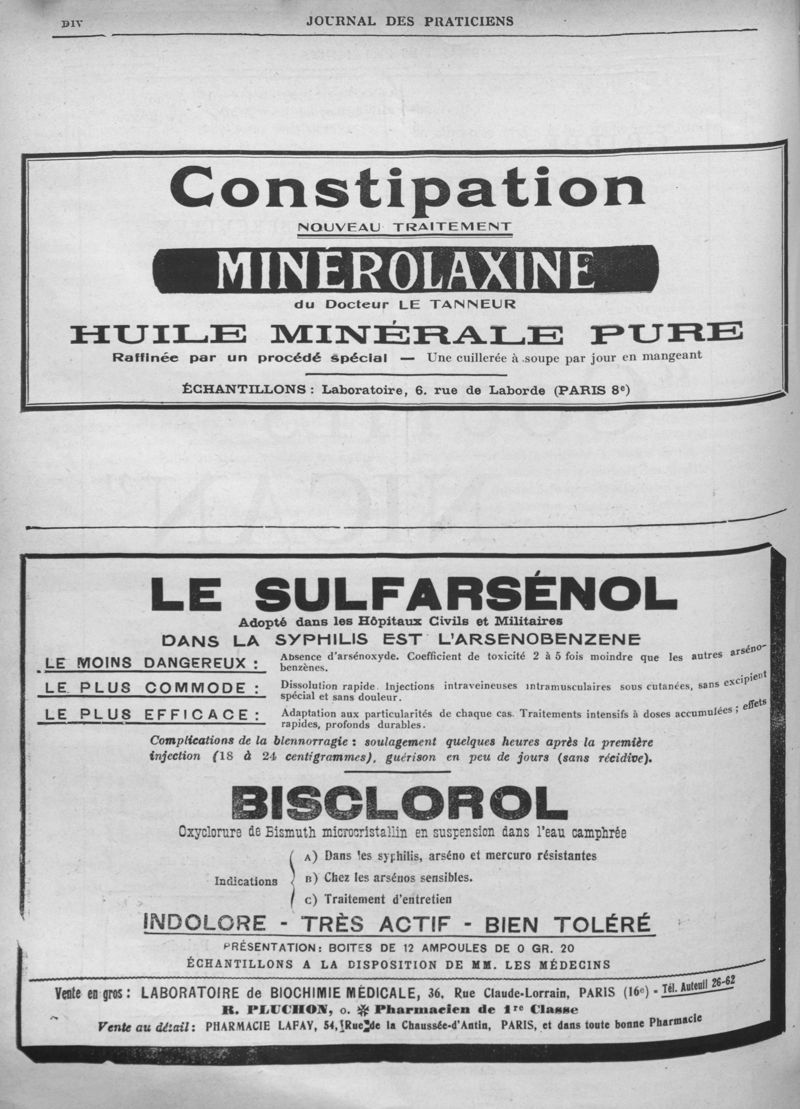 DIV
JOURNAL DES PRATICIENS
Constipation
NOUVEAU TRAITEMENT
MINÉROLAXINE
du Docteur LE TANNEUR
HUILE MINÉRALE PURE
Raffinée par un procédé spécial — Une cuillerée à soupe par jour en mangeant
ÉCHANTILLONS : Laboratoire, 6, rue de Laborde (PARIS 8e)
LE SULFARSÉNOL
Adopté dans les Hôpitaux Civils et Militaires
DANS LA SYPHILIS EST L'ARSENOBENZENE
LE MOINS DANGEREUX : Absence d'arsénoxyde. Coefficient de toxicité 2 à 5 fois moindre que les autres arséno-
benzènes.
LE PLUS COMMODE : Dissolution rapide. Injections intraveineuses intramusculaires sous cutanées, sans excipient
spécial et sans douleur.
LE PLUS EFFICACE : Adaptation aux particularités de chaque cas. Traitements intensifs à doses accumulées ; effets
rapides, profonds durables.
Complications de la blennorragie : soulagement quelques heures après la première
injection (18 à 24 centigrammes), guérison en peu de jours (sans récidive).
BISCLOROL
Oxyclorure de Bismuth microcristallin en suspension dans l'eau camphrée
Indications
A) Dans les syphilis, arséno et mercuro résistantes
B) Chez les arsénos sensibles.
C) Traitement d'entretien
INDOLORE - TRÈS ACTIF - BIEN TOLÉRÉ
PRÉSENTATION : BOITES DE 12 AMPOULES DE 0 GR. 20
ÉCHANTILLONS A LA DISPOSITION DE MM. LES MÉDECINS
Vente en gros : LABORATOIRE de BIOCHIMIE MÉDICALE, 36, Rue Claude-Lorrain, PARIS (16e) - Tél. Auteuil 26-62
R. PLUCHON, O. ✻ Pharmacien de 1re Classe
Vente au détail : PHARMACIE LAFAY, 54, Rue de la Chaussée-d'Antin, PARIS, et dans toute bonne Pharmacie